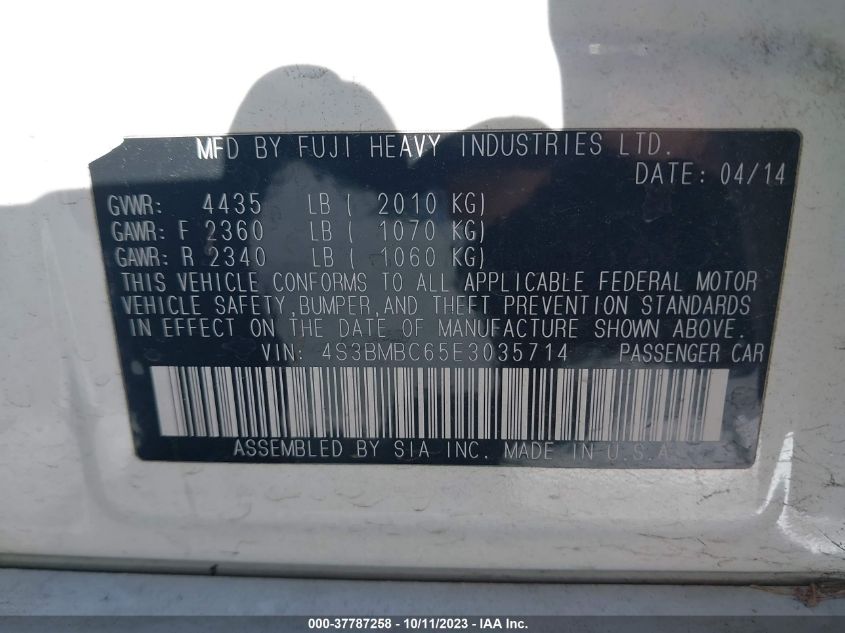 MFD BY FUJI HEAVY INDUSTRIES LTD.
DATE: 04/14
GVWR: 4435 LB ( 2010 KG)
GAWR: F 2360 LB ( 1070 KG)
GAWR: R 2340 LB ( 1060 KG)
THIS VEHICLE CONFORMS TO ALL APPLICABLE FEDERAL MOTOR
VEHICLE SAFETY,BUMPER,AND THEFT PREVENTION STANDARDS
IN EFFECT ON THE DATE OF MANUFACTURE SHOWN ABOVE.
VIN: 4S3BMBC65E3035714 PASSENGER CAR
ASSEMBLED BY SIA INC. MADE IN U.S.A
000-37787258 - 10/11/2023 - IAA Inc.